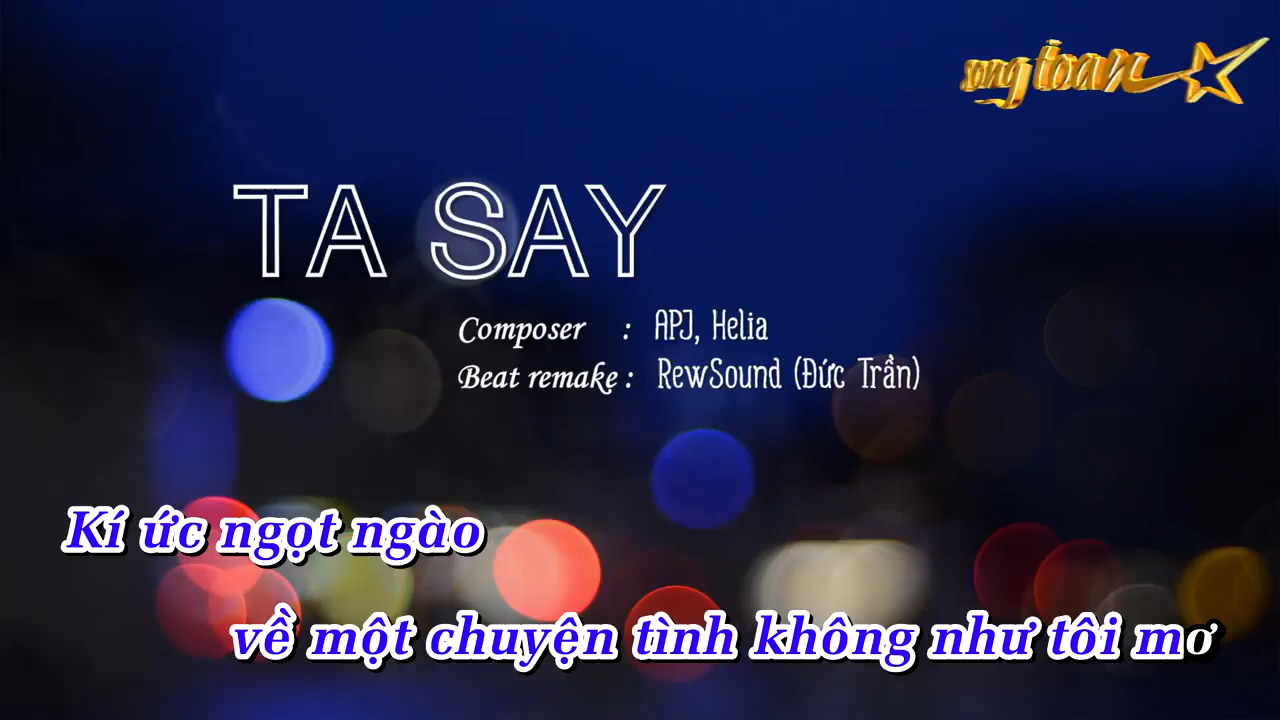 song toàn
TA SAY
Composer : APJ, Helia
Beat remake : RewSound (Đức Trần)
Kí ức ngọt ngào
về một chuyện tình không như tôi mơ